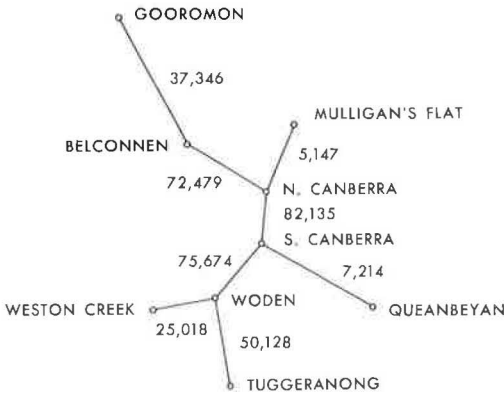 GOOROMON
37,346
MULLIGAN'S FLAT
BELCONNEN
5,147
72,479
N. CANBERRA
82,135
S. CANBERRA
75,674
7,214
WESTON CREEK
WODEN
QUEANBEYAN
25,018
50,128
TUGGERANONG